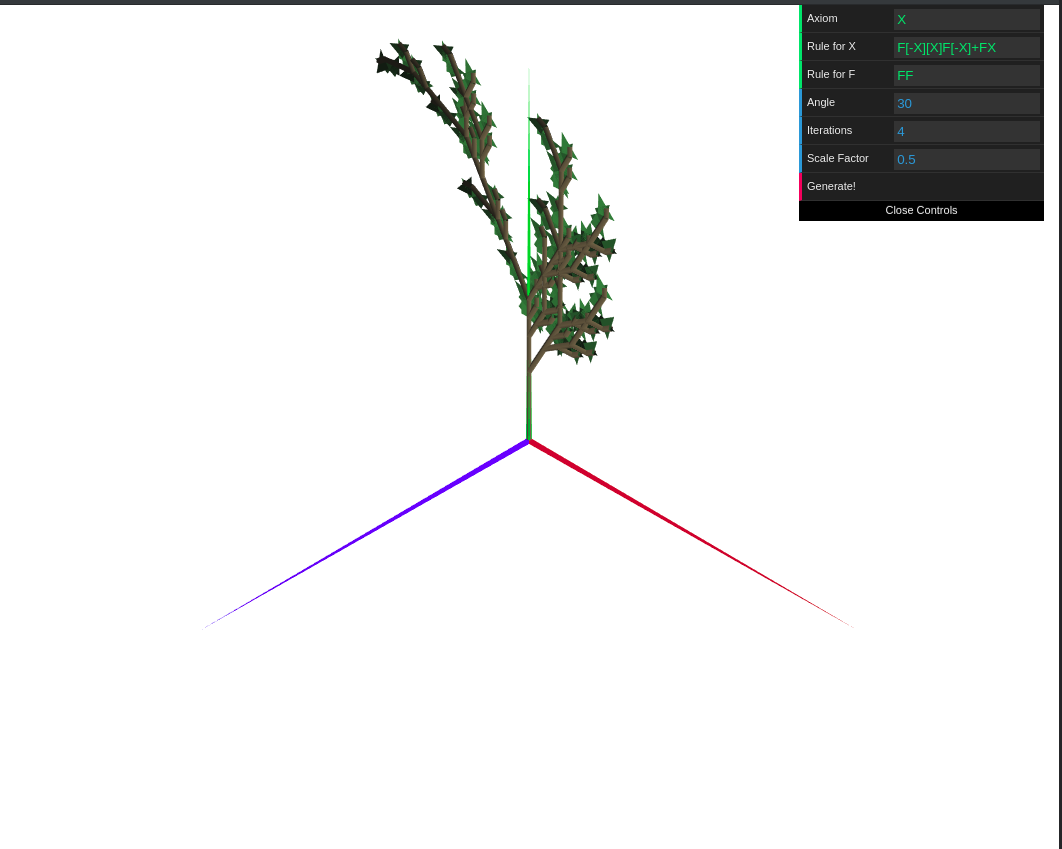 Axiom X
Rule for X F[-X][X]F[-X]+FX
Rule for F FF
Angle 30
Iterations 4
Scale Factor 0.5
Generate!
Close Controls